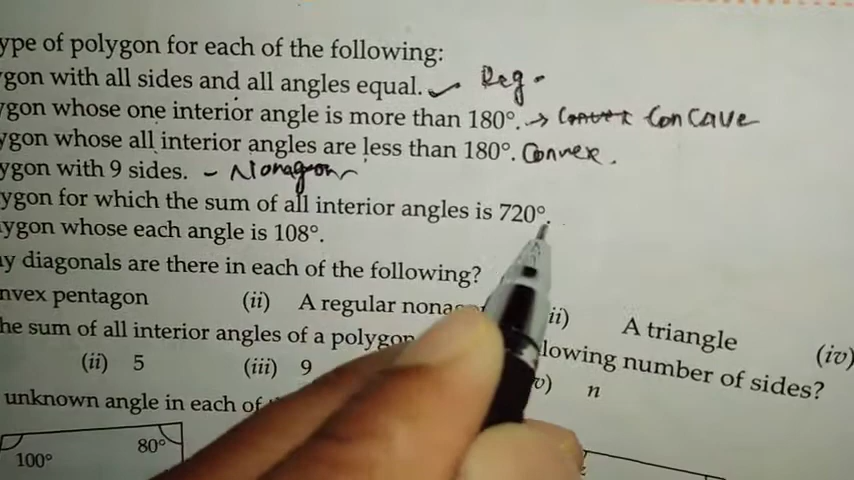 ype of polygon for each of the following:
ygon with all sides and all angles equal. Reg.
ygon whose one interior angle is more than 180°. → Concave
ygon whose all interior angles are less than 180°. Convex.
ygon with 9 sides. - Nonagon
ygon for which the sum of all interior angles is 720°.
ygon whose each angle is 108°.
y diagonals are there in each of the following?
nvex pentagon (ii) A regular nonago ii) A triangle (iv)
he sum of all interior angles of a polygon lowing number of sides?
(ii) 5 (iii) 9 v) n
unknown angle in each of
100° 80°